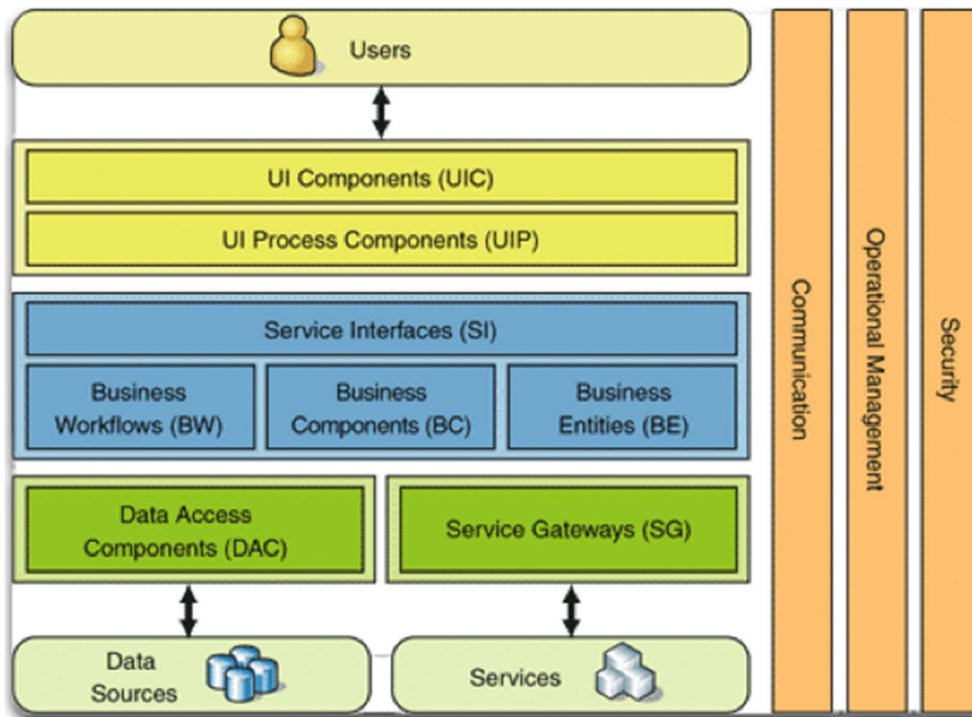 Users
UI Components (UIC)
UI Process Components (UIP)
Service Interfaces (SI)
Business
Workflows (BW)
Business
Components (BC)
Business
Entities (BE)
Data Access
Components (DAC)
Service Gateways (SG)
Data
Sources
Services
Communication
Operational Management
Security